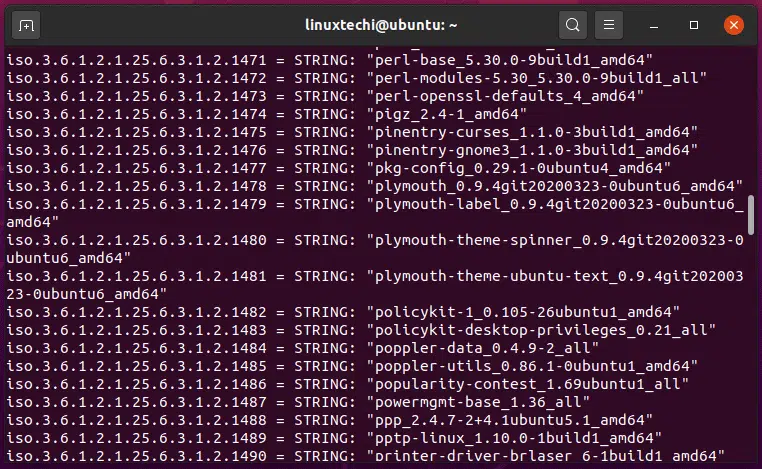 linuxtechi@ubuntu: ~
iso.3.6.1.2.1.25.6.3.1.2.1471 = STRING: "perl-base_5.30.0-9build1_amd64"
iso.3.6.1.2.1.25.6.3.1.2.1472 = STRING: "perl-modules-5.30_5.30.0-9build1_all"
iso.3.6.1.2.1.25.6.3.1.2.1473 = STRING: "perl-openssl-defaults_4_amd64"
iso.3.6.1.2.1.25.6.3.1.2.1474 = STRING: "pigz_2.4-1_amd64"
iso.3.6.1.2.1.25.6.3.1.2.1475 = STRING: "pinentry-curses_1.1.0-3build1_amd64"
iso.3.6.1.2.1.25.6.3.1.2.1476 = STRING: "pinentry-gnome3_1.1.0-3build1_amd64"
iso.3.6.1.2.1.25.6.3.1.2.1477 = STRING: "pkg-config_0.29.1-0ubuntu4_amd64"
iso.3.6.1.2.1.25.6.3.1.2.1478 = STRING: "plymouth_0.9.4git20200323-0ubuntu6_amd64"
iso.3.6.1.2.1.25.6.3.1.2.1479 = STRING: "plymouth-label_0.9.4git20200323-0ubuntu6_
amd64"
iso.3.6.1.2.1.25.6.3.1.2.1480 = STRING: "plymouth-theme-spinner_0.9.4git20200323-0
ubuntu6_amd64"
iso.3.6.1.2.1.25.6.3.1.2.1481 = STRING: "plymouth-theme-ubuntu-text_0.9.4git202003
23-0ubuntu6_amd64"
iso.3.6.1.2.1.25.6.3.1.2.1482 = STRING: "policykit-1_0.105-26ubuntu1_amd64"
iso.3.6.1.2.1.25.6.3.1.2.1483 = STRING: "policykit-desktop-privileges_0.21_all"
iso.3.6.1.2.1.25.6.3.1.2.1484 = STRING: "poppler-data_0.4.9-2_all"
iso.3.6.1.2.1.25.6.3.1.2.1485 = STRING: "poppler-utils_0.86.1-0ubuntu1_amd64"
iso.3.6.1.2.1.25.6.3.1.2.1486 = STRING: "popularity-contest_1.69ubuntu1_all"
iso.3.6.1.2.1.25.6.3.1.2.1487 = STRING: "powermgmt-base_1.36_all"
iso.3.6.1.2.1.25.6.3.1.2.1488 = STRING: "ppp_2.4.7-2+4.1ubuntu5.1_amd64"
iso.3.6.1.2.1.25.6.3.1.2.1489 = STRING: "pptp-linux_1.10.0-1build1_amd64"
iso.3.6.1.2.1.25.6.3.1.2.1490 = STRING: "printer-driver-brlaser_6-1build1_amd64"